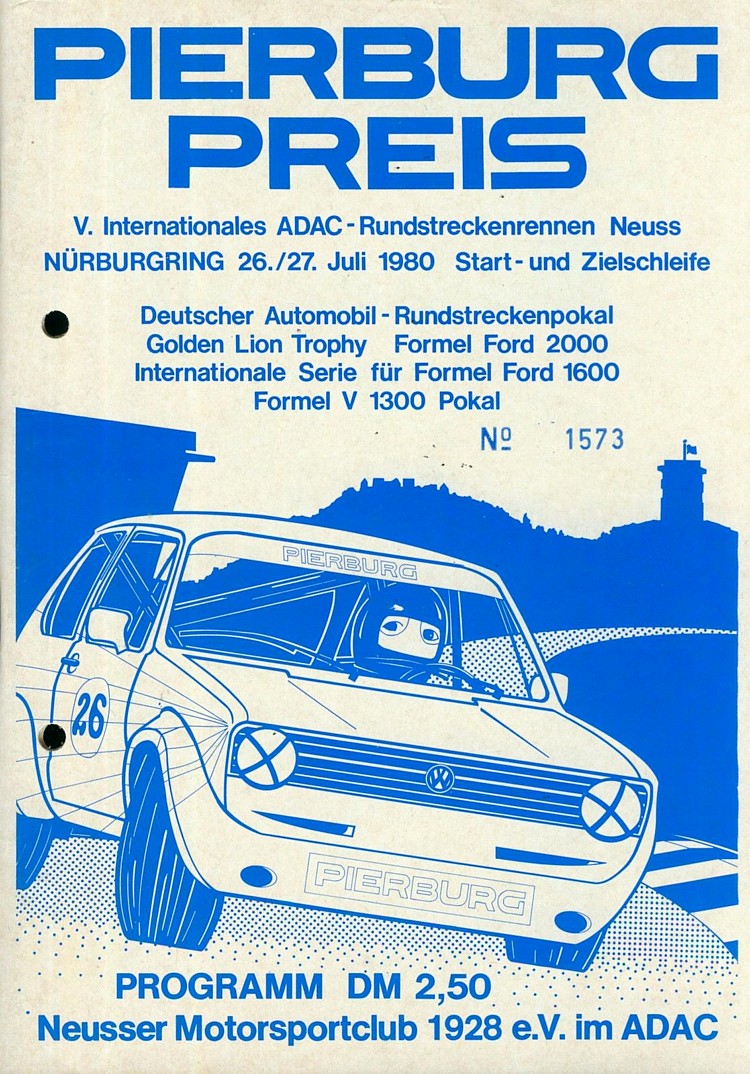 PIERBURG
PREIS
V. Internationales ADAC-Rundstreckenrennen Neuss
NÜRBURGRING 26./27. Juli 1980 Start- und Zielschleife
Deutscher Automobil-Rundstreckenpokal
Golden Lion Trophy Formel Ford 2000
Internationale Serie für Formel Ford 1600
Formel V 1300 Pokal
Nº 1573
PIERBURG
26
VW
PIERBURG
PROGRAMM DM 2,50
Neusser Motorsportclub 1928 e.V. im ADAC